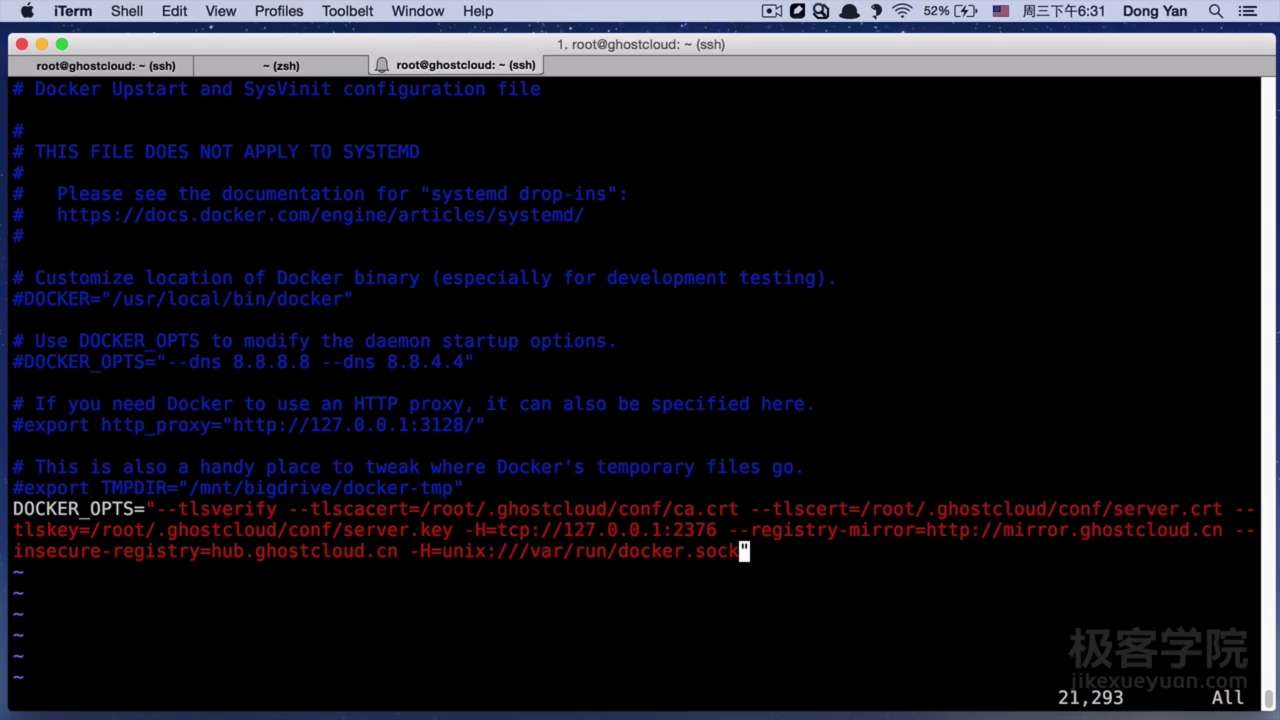 iTerm Shell Edit View Profiles Toolbelt Window Help 52% 周三下午6:31 Dong Yan
1. root@ghostcloud: ~ (ssh)
root@ghostcloud: ~ (ssh) ~ (zsh) root@ghostcloud: ~ (ssh)
# Docker Upstart and SysVinit configuration file
#
# THIS FILE DOES NOT APPLY TO SYSTEMD
#
#   Please see the documentation for "systemd drop-ins":
#   https://docs.docker.com/engine/articles/systemd/
#
# Customize location of Docker binary (especially for development testing).
#DOCKER="/usr/local/bin/docker"
# Use DOCKER_OPTS to modify the daemon startup options.
#DOCKER_OPTS="--dns 8.8.8.8 --dns 8.8.4.4"
# If you need Docker to use an HTTP proxy, it can also be specified here.
#export http_proxy="http://127.0.0.1:3128/"
# This is also a handy place to tweak where Docker's temporary files go.
#export TMPDIR="/mnt/bigdrive/docker-tmp"
DOCKER_OPTS="--tlsverify --tlscacert=/root/.ghostcloud/conf/ca.crt --tlscert=/root/.ghostcloud/conf/server.crt --
tlskey=/root/.ghostcloud/conf/server.key -H=tcp://127.0.0.1:2376 --registry-mirror=http://mirror.ghostcloud.cn --
insecure-registry=hub.ghostcloud.cn -H=unix:///var/run/docker.sock"
~
~
~
~
~
~
极客学院
jikexueyuan.com
21,293 All